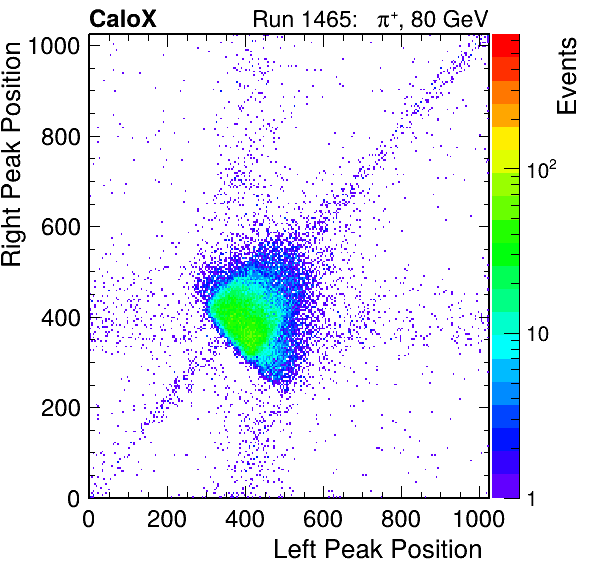 CaloX Run 1465: π⁺, 80 GeV
Events
Right Peak Position
1000
800
600
400
200
0
10²
10
1
0 200 400 600 800 1000
Left Peak Position